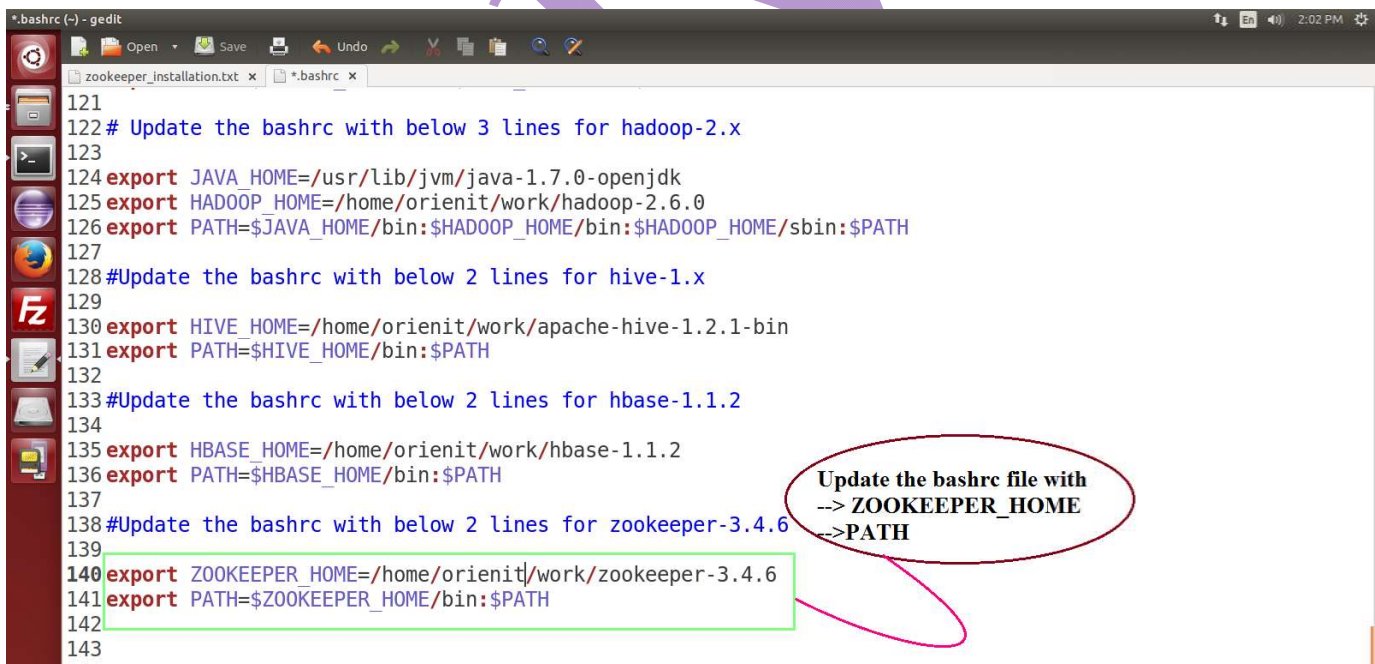 *.bashrc (~) - gedit
En 2:02 PM
Open Save Undo
zookeeper_installation.txt x *.bashrc x
121
122 # Update the bashrc with below 3 lines for hadoop-2.x
123
124 export JAVA_HOME=/usr/lib/jvm/java-1.7.0-openjdk
125 export HADOOP_HOME=/home/orienit/work/hadoop-2.6.0
126 export PATH=$JAVA_HOME/bin:$HADOOP_HOME/bin:$HADOOP_HOME/sbin:$PATH
127
128 #Update the bashrc with below 2 lines for hive-1.x
129
130 export HIVE_HOME=/home/orienit/work/apache-hive-1.2.1-bin
131 export PATH=$HIVE_HOME/bin:$PATH
132
133 #Update the bashrc with below 2 lines for hbase-1.1.2
134
135 export HBASE_HOME=/home/orienit/work/hbase-1.1.2
136 export PATH=$HBASE_HOME/bin:$PATH
137
138 #Update the bashrc with below 2 lines for zookeeper-3.4.6
139
140 export ZOOKEEPER_HOME=/home/orienit/work/zookeeper-3.4.6
141 export PATH=$ZOOKEEPER_HOME/bin:$PATH
142
143
Update the bashrc file with
--> ZOOKEEPER_HOME
-->PATH
Fz